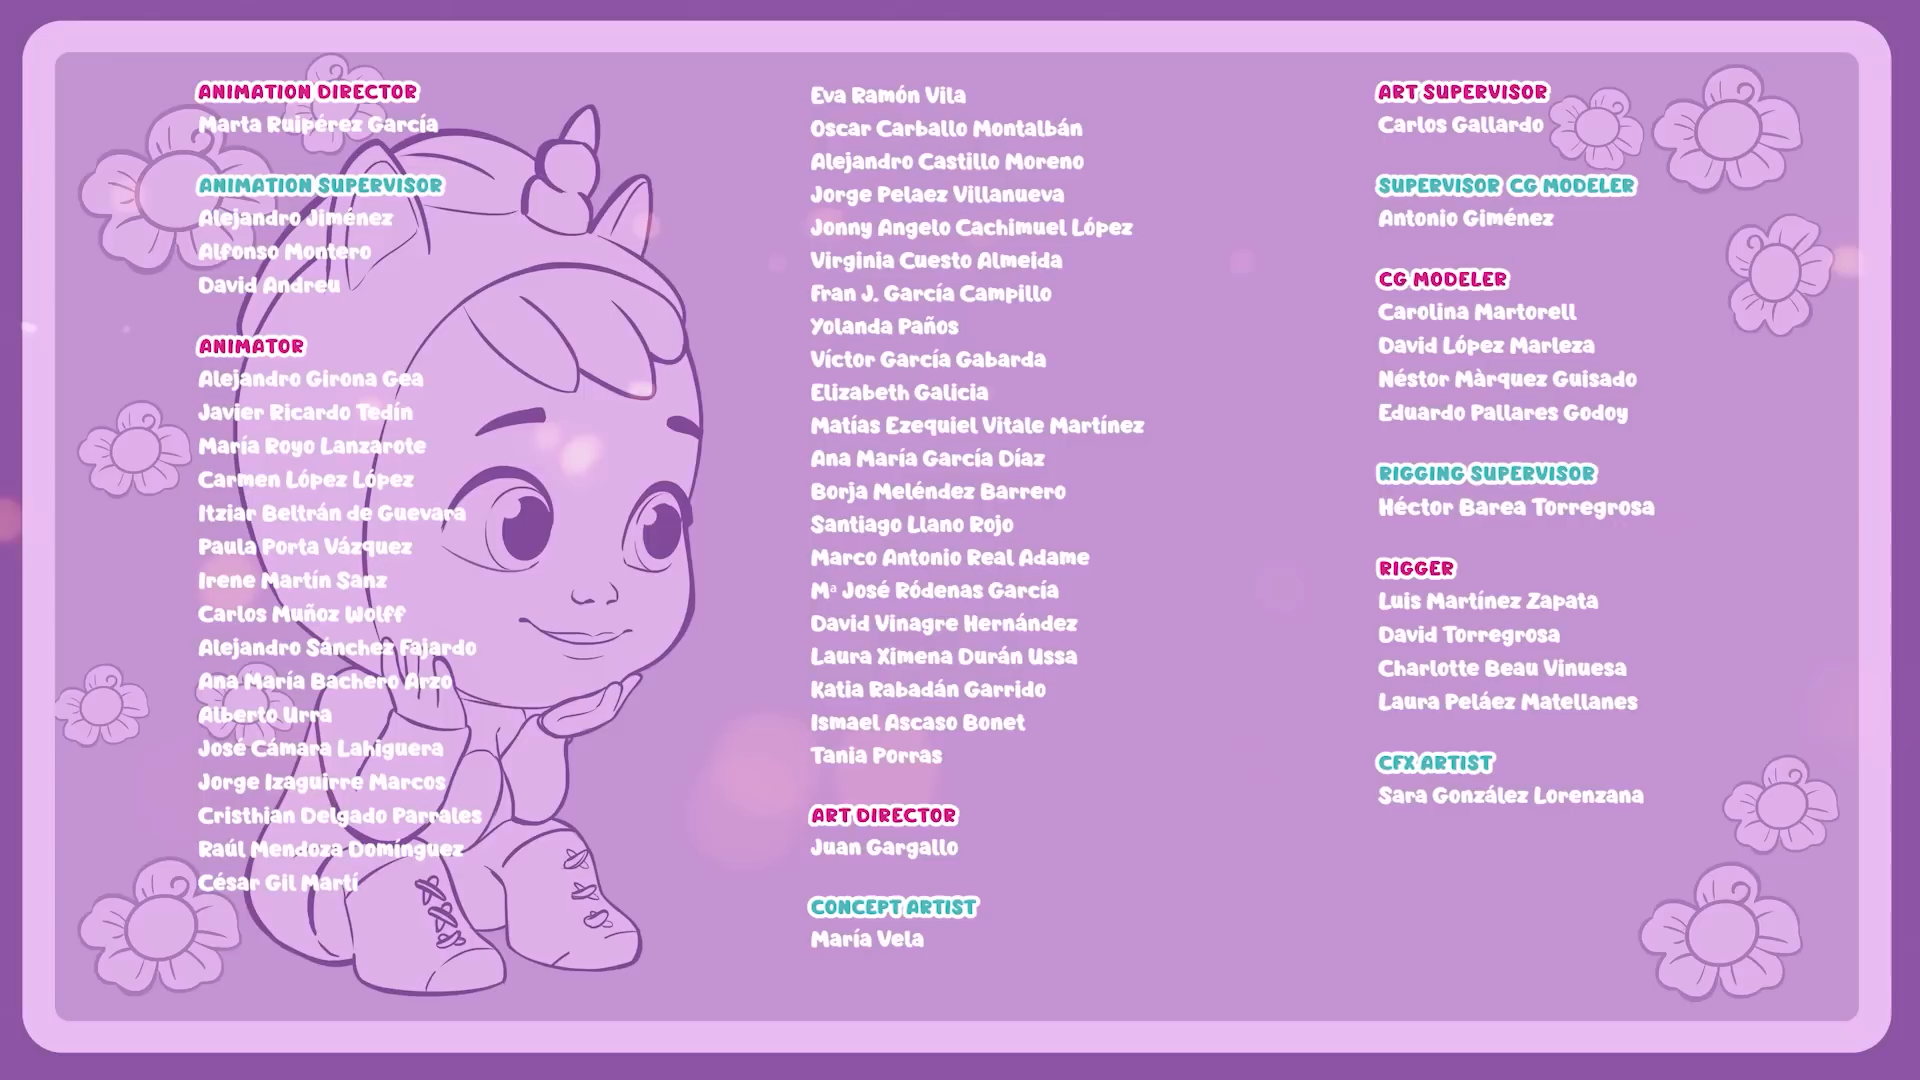 ANIMATION DIRECTOR
Marta Ruipérez García
ANIMATION SUPERVISOR
Alejandro Jiménez
Alfonso Montero
David Andreu
ANIMATOR
Alejandro Girona Gea
Javier Ricardo Tedín
María Royo Lanzarote
Carmen López López
Itziar Beltrán de Guevara
Paula Porta Vázquez
Irene Martín Sanz
Carlos Muñoz Wolff
Alejandro Sánchez Fajardo
Ana María Bachero Arzo
Alberto Urra
José Cámara Lahiguera
Jorge Izaguirre Marcos
Cristhian Delgado Parrales
Raúl Mendoza Domínguez
César Gil Martí
Eva Ramón Vila
Oscar Carballo Montalbán
Alejandro Castillo Moreno
Jorge Pelaez Villanueva
Jonny Angelo Cachimuel López
Virginia Cuesto Almeida
Fran J. García Campillo
Yolanda Paños
Víctor García Gabarda
Elizabeth Galicia
Matías Ezequiel Vitale Martínez
Ana María García Díaz
Borja Meléndez Barrero
Santiago Llano Rojo
Marco Antonio Real Adame
Mª José Ródenas García
David Vinagre Hernández
Laura Ximena Durán Ussa
Katia Rabadán Garrido
Ismael Ascaso Bonet
Tania Porras
ART DIRECTOR
Juan Gargallo
CONCEPT ARTIST
María Vela
ART SUPERVISOR
Carlos Gallardo
SUPERVISOR CG MODELER
Antonio Giménez
CG MODELER
Carolina Martorell
David López Marleza
Néstor Màrquez Guisado
Eduardo Pallares Godoy
RIGGING SUPERVISOR
Héctor Barea Torregrosa
RIGGER
Luis Martínez Zapata
David Torregrosa
Charlotte Beau Vinuesa
Laura Peláez Matellanes
CFX ARTIST
Sara González Lorenzana